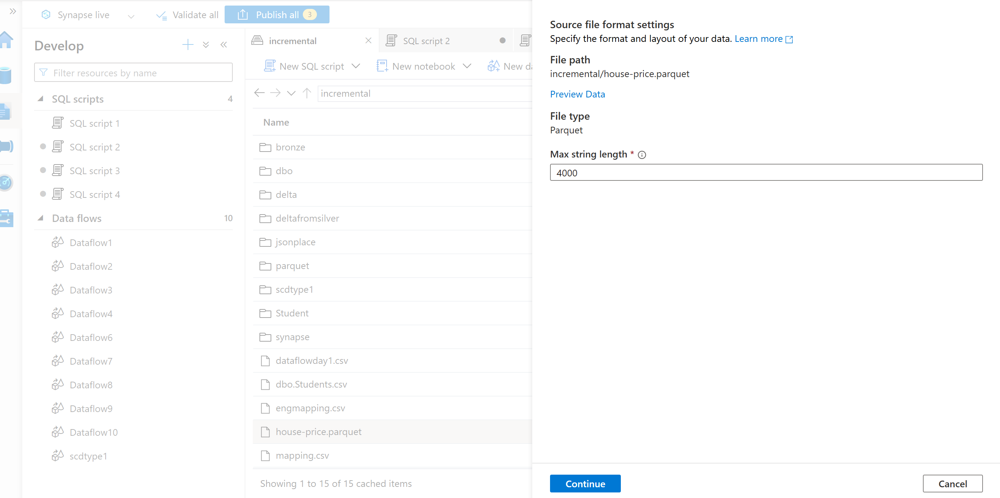 Synapse live
Validate all
Publish all 3
Develop
Filter resources by name
SQL scripts 4
SQL script 1
SQL script 2
SQL script 3
SQL script 4
Data flows 10
Dataflow1
Dataflow2
Dataflow3
Dataflow4
Dataflow6
Dataflow7
Dataflow8
Dataflow9
Dataflow10
scdtype1
incremental
SQL script 2
New SQL script
New notebook
New da
incremental
Name
bronze
dbo
delta
deltafromsilver
jsonplace
parquet
scdtype1
Student
synapse
dataflowday1.csv
dbo.Students.csv
engmapping.csv
house-price.parquet
mapping.csv
Showing 1 to 15 of 15 cached items
Source file format settings
Specify the format and layout of your data. Learn more
File path
incremental/house-price.parquet
Preview Data
File type
Parquet
Max string length *
4000
Continue
Cancel